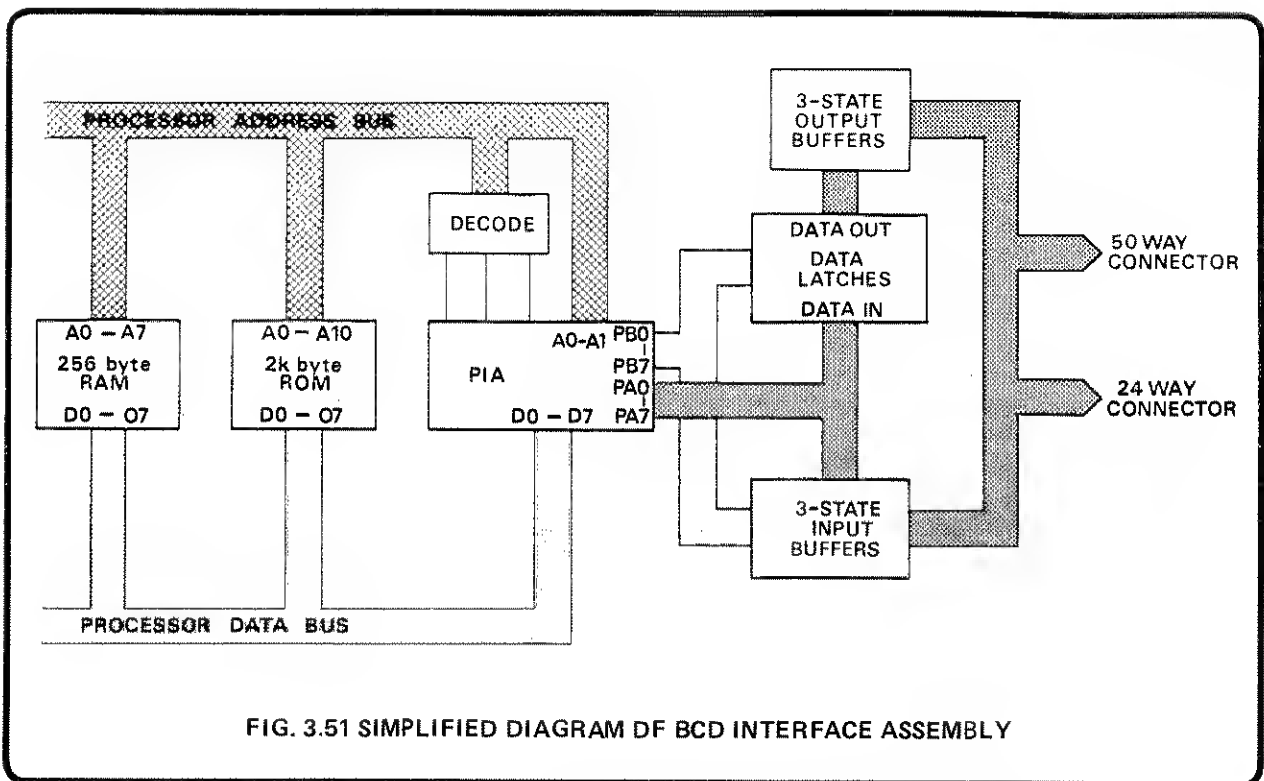 PROCESSOR ADDRESS BUS
3-STATE
OUTPUT
BUFFERS
DECODE
DATA OUT
DATA
LATCHES
DATA IN
50 WAY
CONNECTOR
A0 – A7
256 byte
RAM
D0 – O7
A0 – A10
2k byte
ROM
D0 – O7
A0-A1
PIA
D0 – D7
PB0
PB7
PA0
PA7
24 WAY
CONNECTOR
3-STATE
INPUT
BUFFERS
PROCESSOR DATA BUS
FIG. 3.51 SIMPLIFIED DIAGRAM DF BCD INTERFACE ASSEMBLY